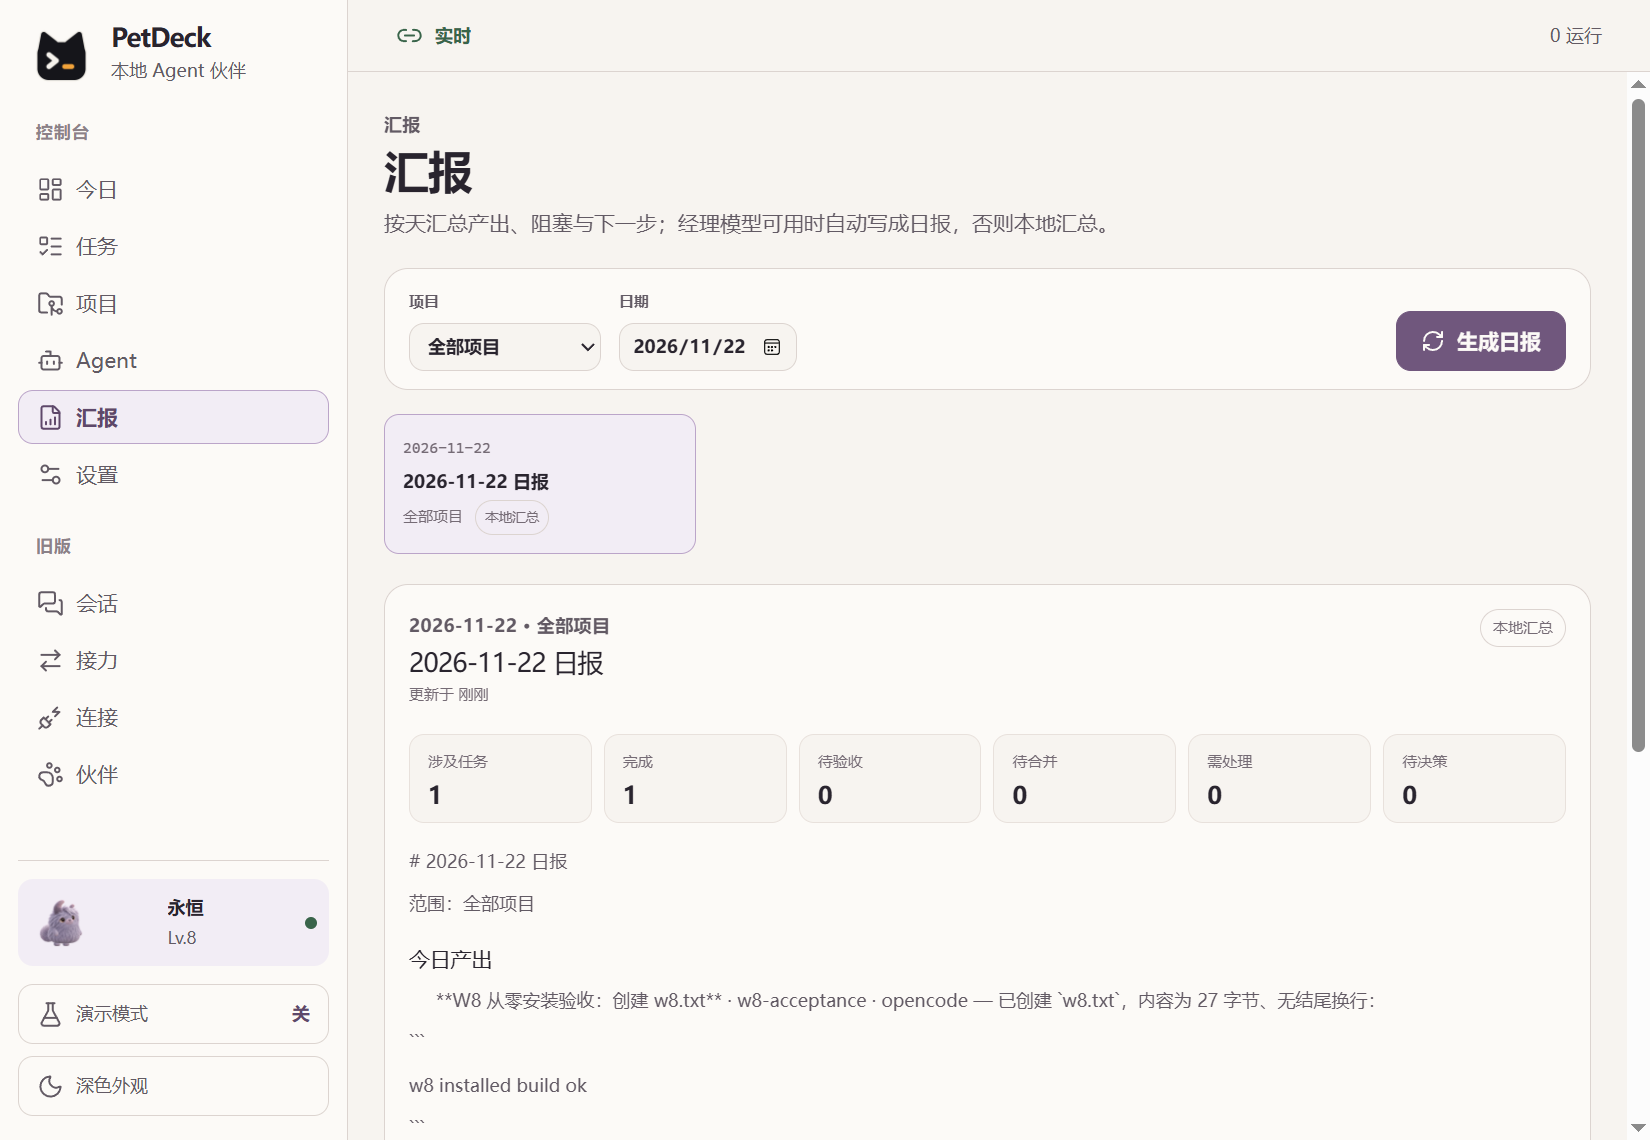 PetDeck
本地 Agent 伙伴
控制台
今日
任务
项目
Agent
汇报
设置
旧版
会话
接力
连接
伙伴
永恒
Lv.8
演示模式 关
深色外观
实时
0 运行
汇报
汇报
按天汇总产出、阻塞与下一步；经理模型可用时自动写成日报，否则本地汇总。
项目 日期
全部项目 2026/11/22
生成日报
2026-11-22
2026-11-22 日报
全部项目 本地汇总
2026-11-22 • 全部项目
本地汇总
2026-11-22 日报
更新于 刚刚
涉及任务 完成 待验收 待合并 需处理 待决策
1 1 0 0 0 0
# 2026-11-22 日报
范围：全部项目
今日产出
**W8 从零安装验收：创建 w8.txt** · w8-acceptance · opencode — 已创建 `w8.txt`，内容为 27 字节、无结尾换行：
```
w8 installed build ok
```